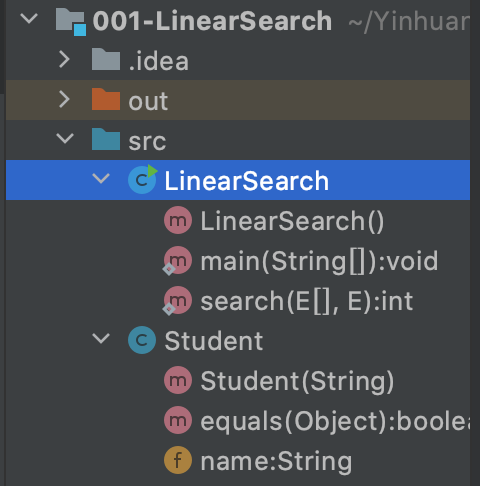 001-LinearSearch ~/Yinhuan
.idea
out
src
C LinearSearch
m LinearSearch()
m main(String[]):void
m search(E[], E):int
C Student
m Student(String)
m equals(Object):boolea
f name:String